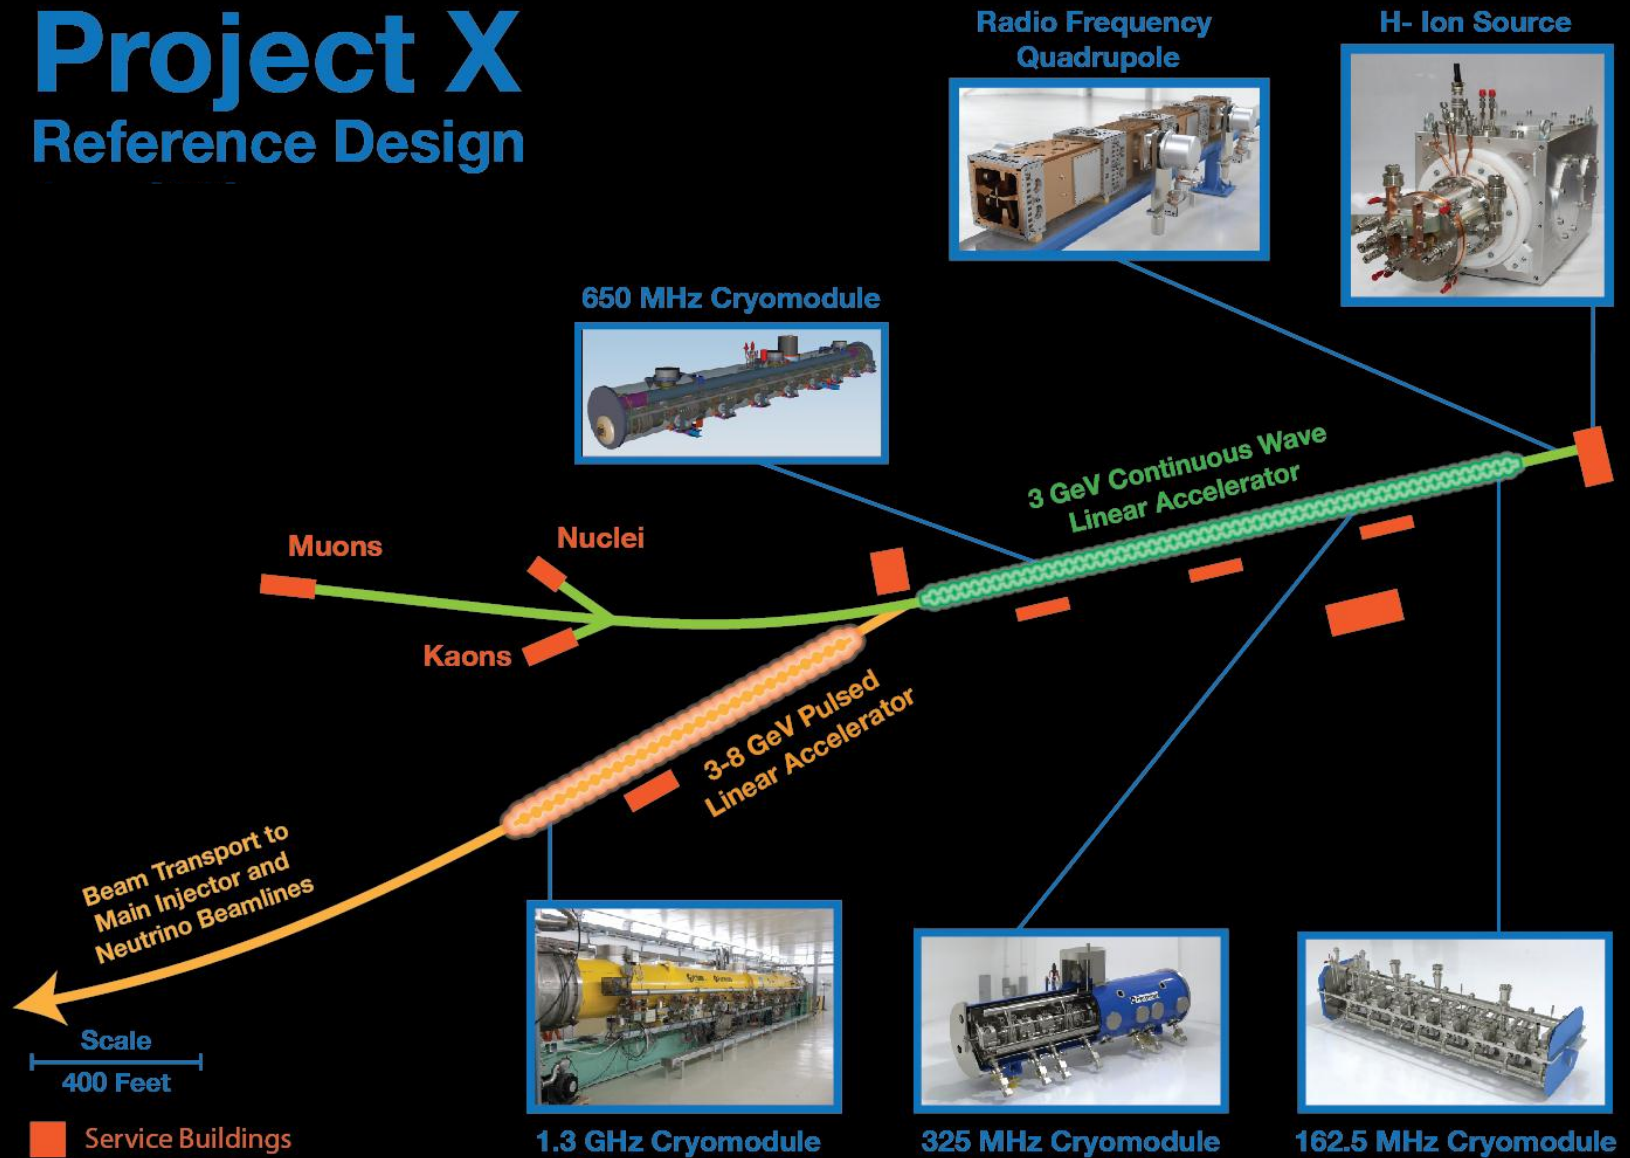 Project X
Reference Design
Radio Frequency
Quadrupole
H- Ion Source
650 MHz Cryomodule
3 GeV Continuous Wave
Linear Accelerator
Muons
Nuclei
Kaons
3-8 GeV Pulsed
Linear Accelerator
Beam Transport to
Main Injector and
Neutrino Beamlines
Scale
400 Feet
Service Buildings
1.3 GHz Cryomodule
325 MHz Cryomodule
162.5 MHz Cryomodule